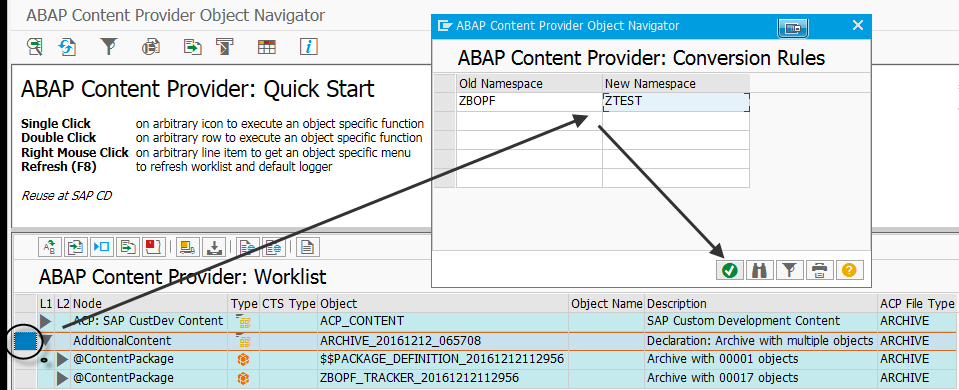 ABAP Content Provider Object Navigator
ABAP Content Provider: Quick Start
Single Click on arbitrary icon to execute an object specific function
Double Click on arbitrary row to execute an object specific function
Right Mouse Click on arbitrary line item to get an object specific menu
Refresh (F8) to refresh worklist and default logger
Reuse at SAP CD
ABAP Content Provider Object Navigator
ABAP Content Provider: Conversion Rules
Old Namespace New Namespace
ZBOPF ZTEST
ABAP Content Provider: Worklist
L1 L2 Node Type CTS Type Object Object Name Description ACP File Type
ACP: SAP CustDev Content ACP_CONTENT SAP Custom Development Content ARCHIVE
AdditionalContent ARCHIVE_20161212_065708 Declaration: Archive with multiple objects ARCHIVE
@ContentPackage $$PACKAGE_DEFINITION_20161212112956 Archive with 00001 objects ARCHIVE
@ContentPackage ZBOPF_TRACKER_20161212112956 Archive with 00017 objects ARCHIVE